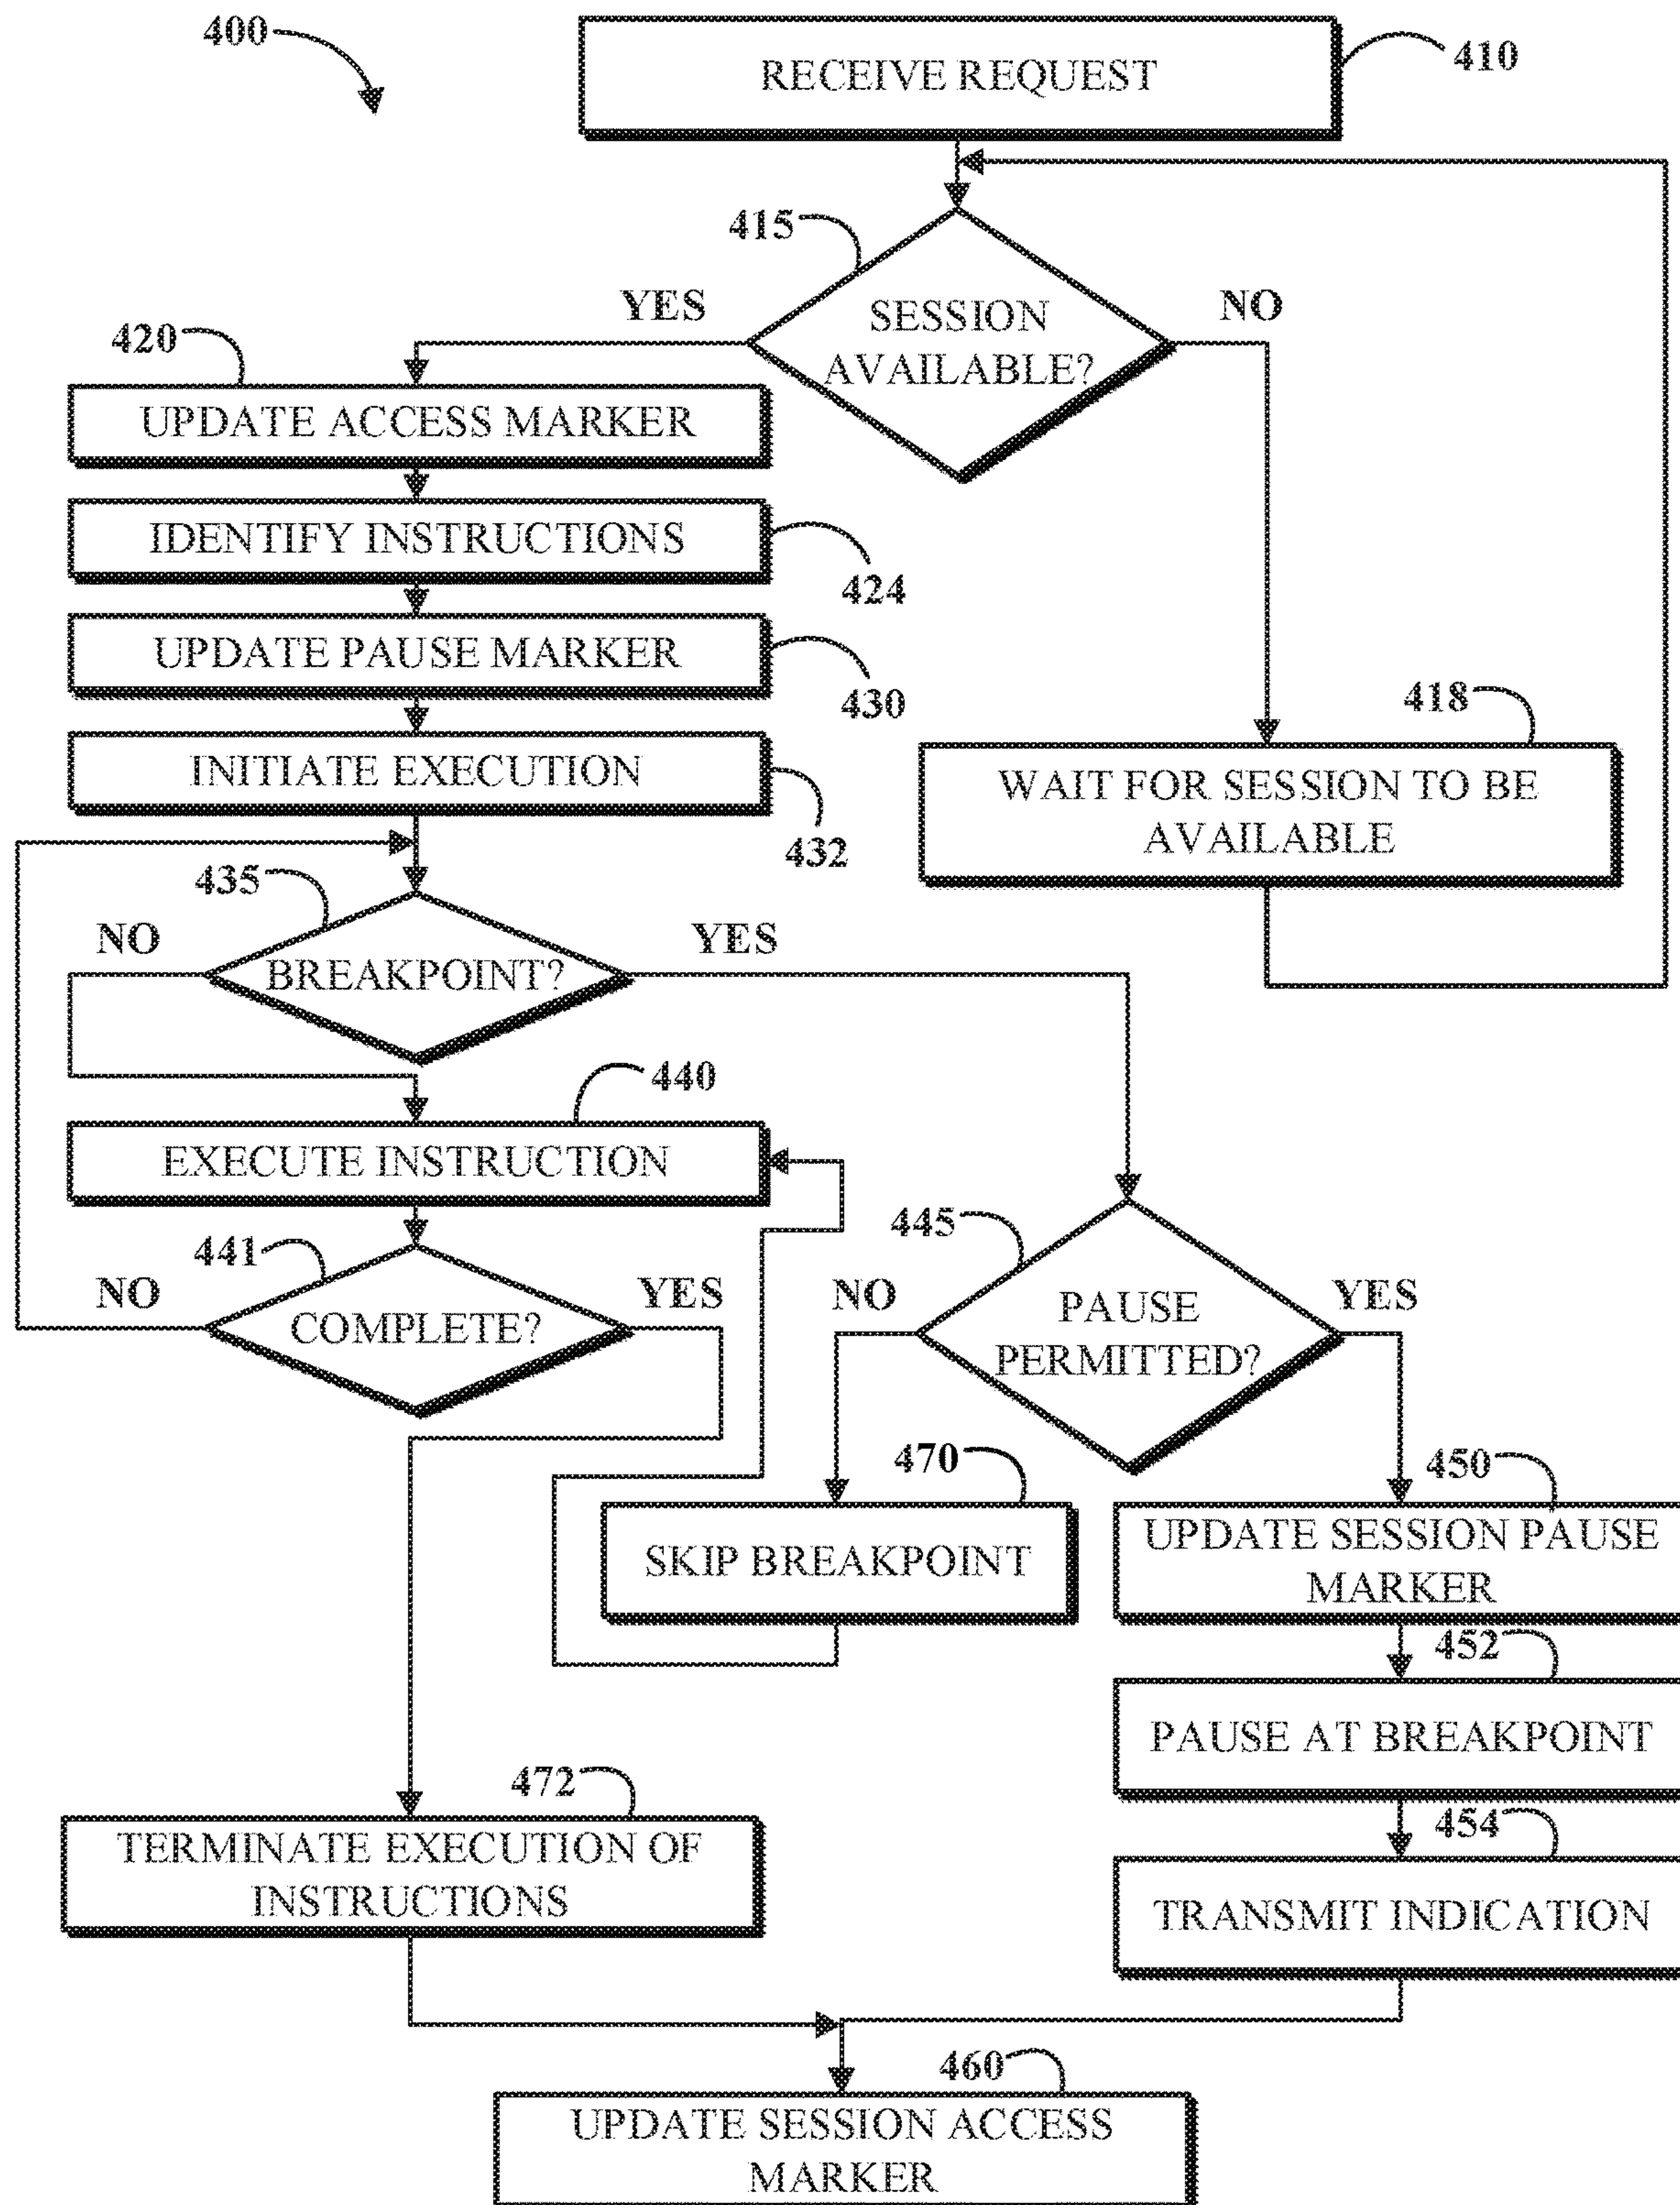 400
RECEIVE REQUEST
410
415
YES
NO
SESSION
AVAILABLE?
420
UPDATE ACCESS MARKER
IDENTIFY INSTRUCTIONS
424
UPDATE PAUSE MARKER
430
418
INITIATE EXECUTION
432
WAIT FOR SESSION TO BE
AVAILABLE
435
NO
YES
BREAKPOINT?
440
EXECUTE INSTRUCTION
441
NO
YES
COMPLETE?
445
NO
YES
PAUSE
PERMITTED?
470
SKIP BREAKPOINT
450
UPDATE SESSION PAUSE
MARKER
452
PAUSE AT BREAKPOINT
472
TERMINATE EXECUTION OF
INSTRUCTIONS
454
TRANSMIT INDICATION
460
UPDATE SESSION ACCESS
MARKER